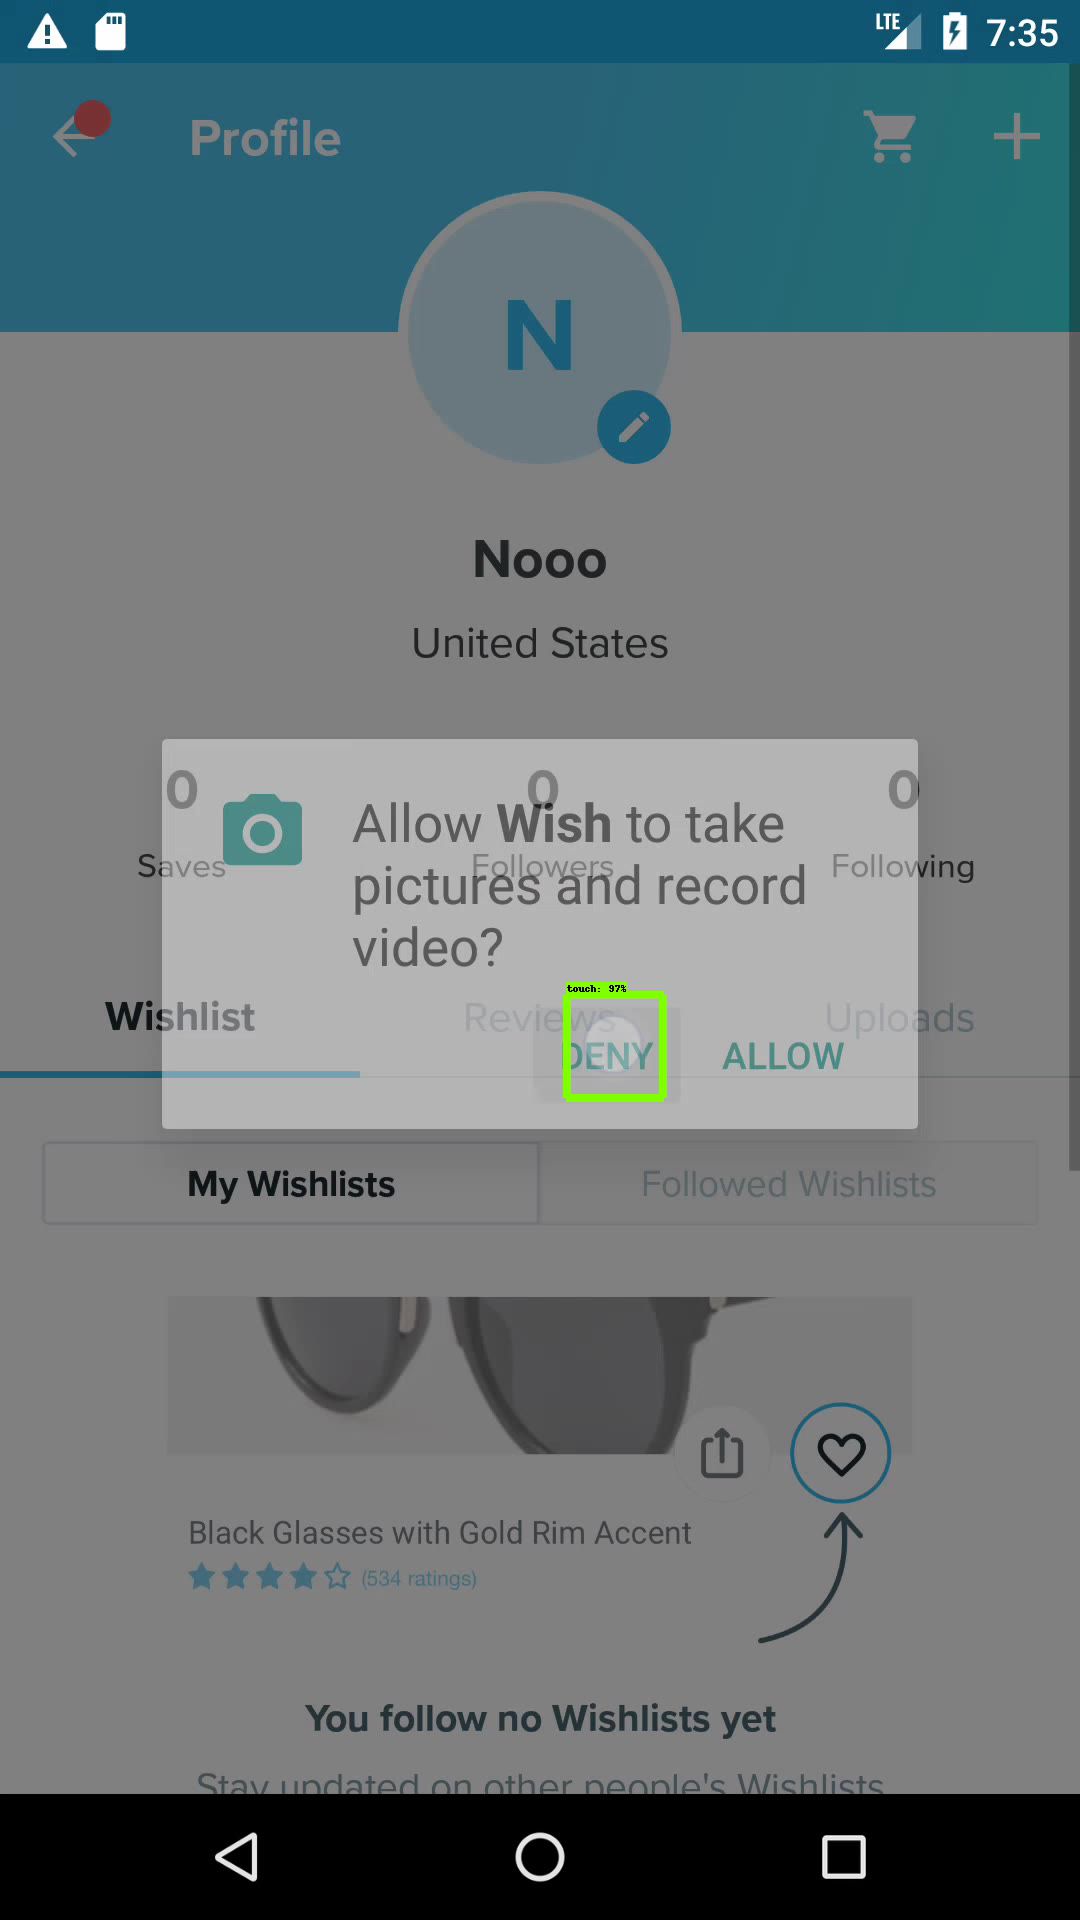 LTE 7:35
Profile
N
Nooo
United States
0 0 0
Saves Followers Following
Allow Wish to take
pictures and record
video?
touch: 97%
Wishlist Reviews Uploads
DENY ALLOW
My Wishlists Followed Wishlists
Black Glasses with Gold Rim Accent
(534 ratings)
You follow no Wishlists yet
Stay updated on other people's Wishlists